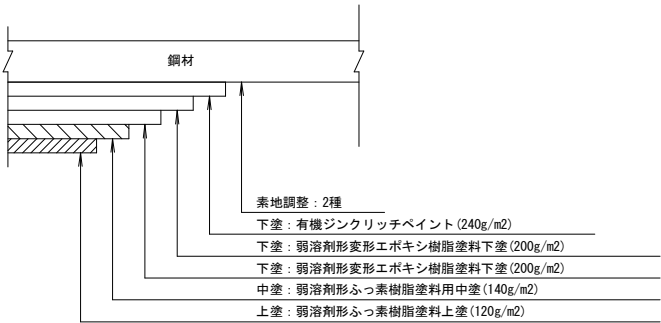 鋼材
素地調整：2種
下塗：有機ジンクリッチペイント(240g/m2)
下塗：弱溶剤形変形エポキシ樹脂塗料下塗(200g/m2)
下塗：弱溶剤形変形エポキシ樹脂塗料下塗(200g/m2)
中塗：弱溶剤形ふっ素樹脂塗料用中塗(140g/m2)
上塗：弱溶剤形ふっ素樹脂塗料上塗(120g/m2)